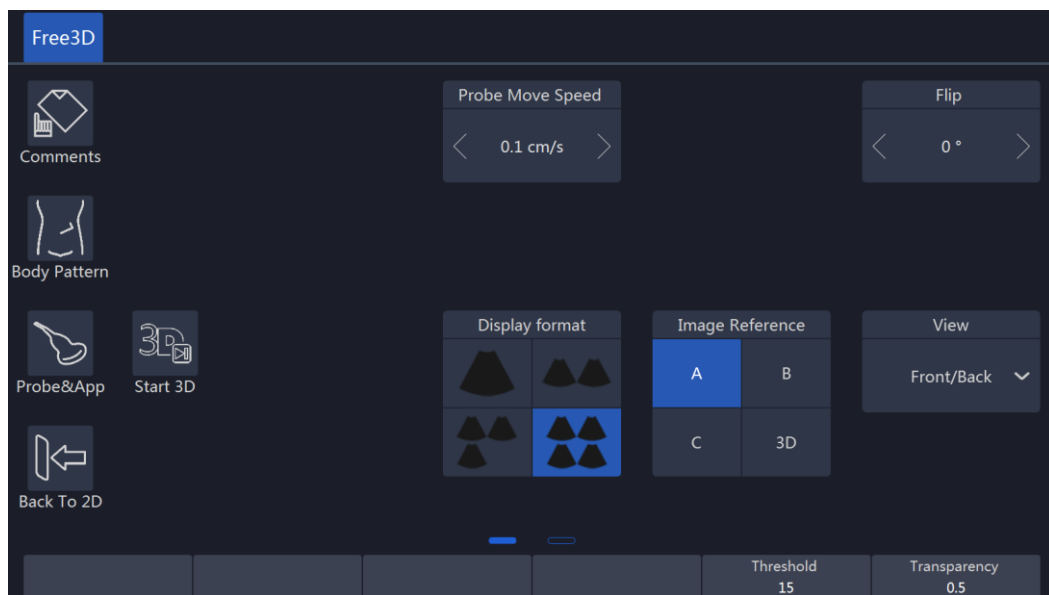 Free3D
Comments
Body Pattern
Probe&App
Start 3D
Back To 2D
Probe Move Speed
0.1 cm/s
Flip
0 °
Display format
Image Reference
A
B
C
3D
View
Front/Back
Threshold
15
Transparency
0.5